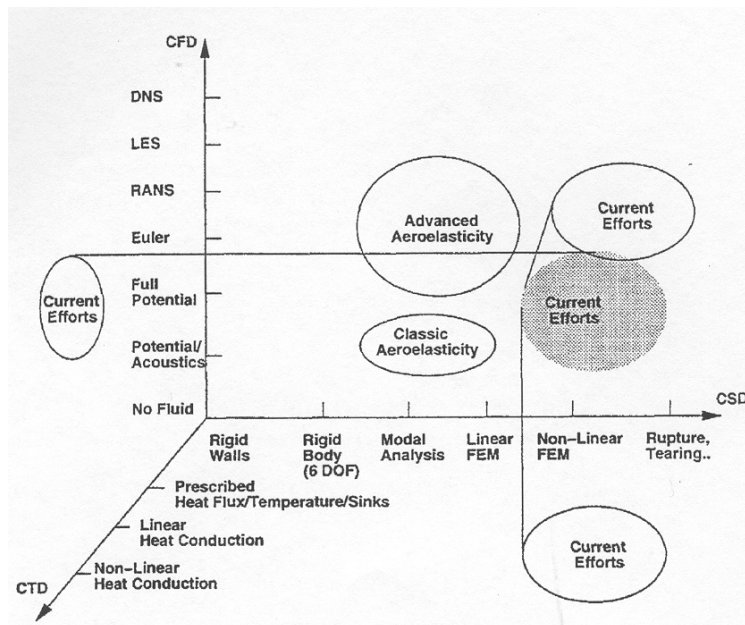 CFD
DNS
LES
RANS
Euler
Full
Potential
Potential/
Acoustics
No Fluid
Advanced
Aeroelasticity
Classic
Aeroelasticity
Current
Efforts
Current
Efforts
Current
Efforts
CSD
Rigid
Walls
Rigid
Body
(6 DOF)
Modal
Analysis
Linear
FEM
Non-Linear
FEM
Rupture,
Tearing..
Prescribed
Heat Flux/Temperature/Sinks
Linear
Heat Conduction
Non-Linear
Heat Conduction
CTD
Current
Efforts